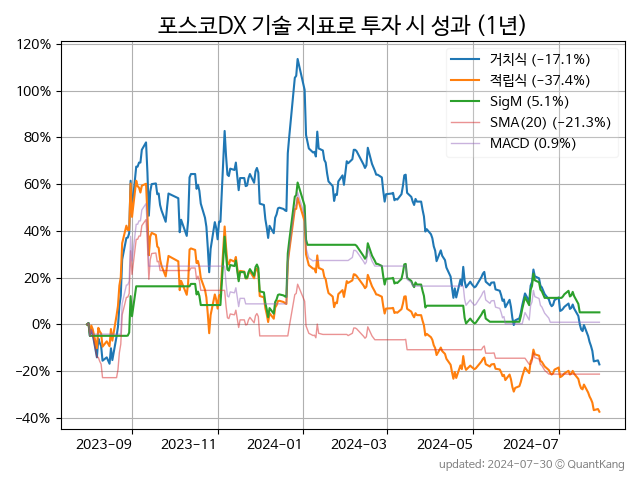 포스코DX 기술 지표로 투자 시 성과 (1년)
120%
100%
80%
60%
40%
20%
0%
−20%
−40%
거치식 (−17.1%)
적립식 (−37.4%)
SigM (5.1%)
SMA(20) (−21.3%)
MACD (0.9%)
2023-09
2023-11
2024-01
2024-03
2024-05
2024-07
updated: 2024-07-30 © QuantKang